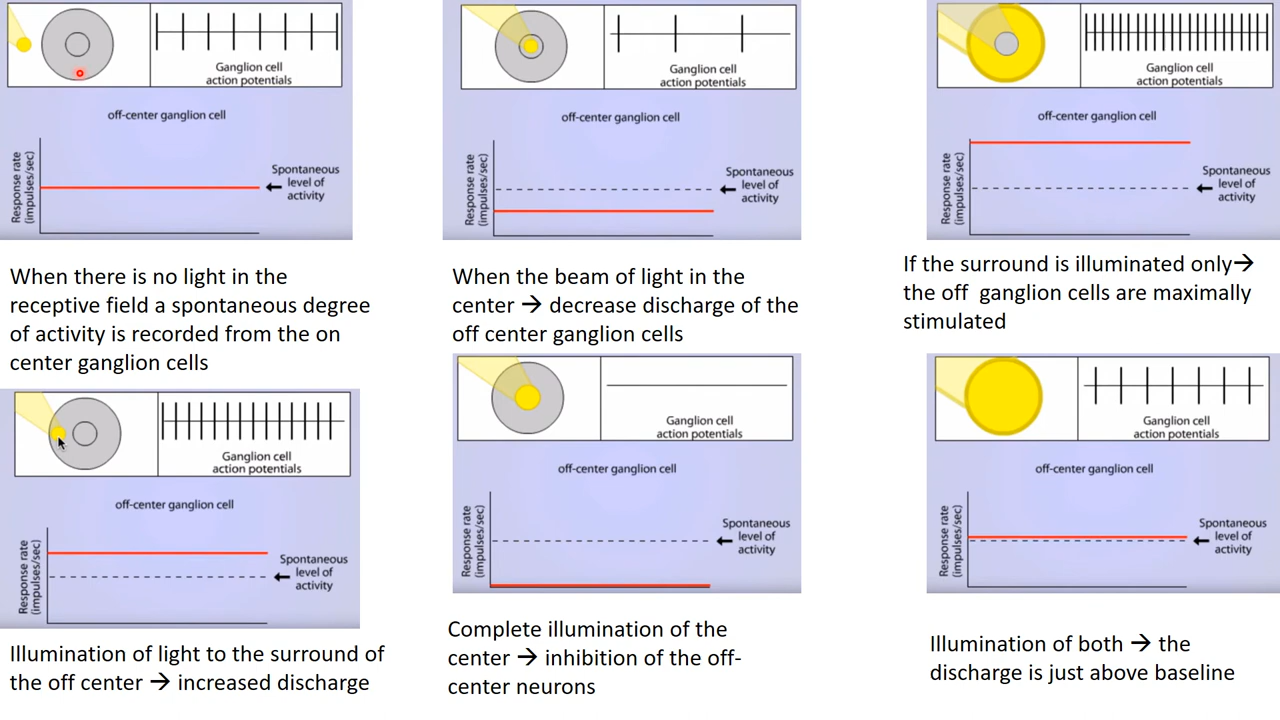 Ganglion cell
action potentials
off-center ganglion cell
Response rate
(impulses/sec)
Spontaneous
level of
activity
When there is no light in the
receptive field a spontaneous degree
of activity is recorded from the on
center ganglion cells
Ganglion cell
action potentials
off-center ganglion cell
Response rate
(impulses/sec)
Spontaneous
level of
activity
When the beam of light in the
center → decrease discharge of the
off center ganglion cells
Ganglion cell
action potentials
off-center ganglion cell
Response rate
(impulses/sec)
Spontaneous
level of
activity
If the surround is illuminated only→
the off ganglion cells are maximally
stimulated
Ganglion cell
action potentials
off-center ganglion cell
Response rate
(impulses/sec)
Spontaneous
level of
activity
Illumination of light to the surround of
the off center → increased discharge
Ganglion cell
action potentials
off-center ganglion cell
Response rate
(impulses/sec)
Spontaneous
level of
activity
Complete illumination of the
center → inhibition of the off-
center neurons
Ganglion cell
action potentials
off-center ganglion cell
Response rate
(impulses/sec)
Spontaneous
level of
activity
Illumination of both → the
discharge is just above baseline